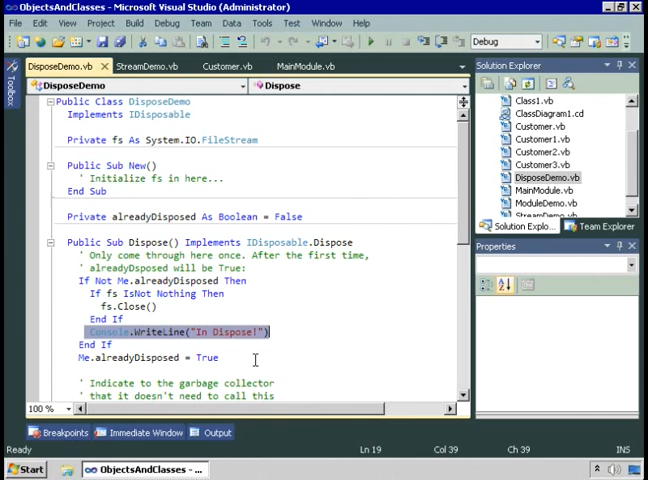 ObjectsAndClasses - Microsoft Visual Studio (Administrator)
File Edit View Project Build Debug Team Data Tools Test Window Help
Debug
DisposeDemo.vb StreamDemo.vb Customer.vb MainModule.vb
DisposeDemo Dispose
Public Class DisposeDemo
Implements IDisposable
Private fs As System.IO.FileStream
Public Sub New()
' Initialize fs in here...
End Sub
Private alreadyDisposed As Boolean = False
Public Sub Dispose() Implements IDisposable.Dispose
' Only come through here once. After the first time,
' alreadyDsposed will be True:
If Not Me.alreadyDisposed Then
If fs IsNot Nothing Then
fs.Close()
End If
Console.WriteLine("In Dispose!")
End If
Me.alreadyDisposed = True
' Indicate to the garbage collector
' that it doesn't need to call this
100 %
Toolbox
Solution Explorer
Class1.vb
ClassDiagram1.cd
Customer.vb
Customer1.vb
Customer2.vb
Customer3.vb
DisposeDemo.vb
MainModule.vb
ModuleDemo.vb
StreamDemo.vb
Solution Explo... Team Explorer
Properties
Breakpoints Immediate Window Output
Ready Ln 19 Col 39 Ch 39 INS
Start ObjectsAndClasses - ...